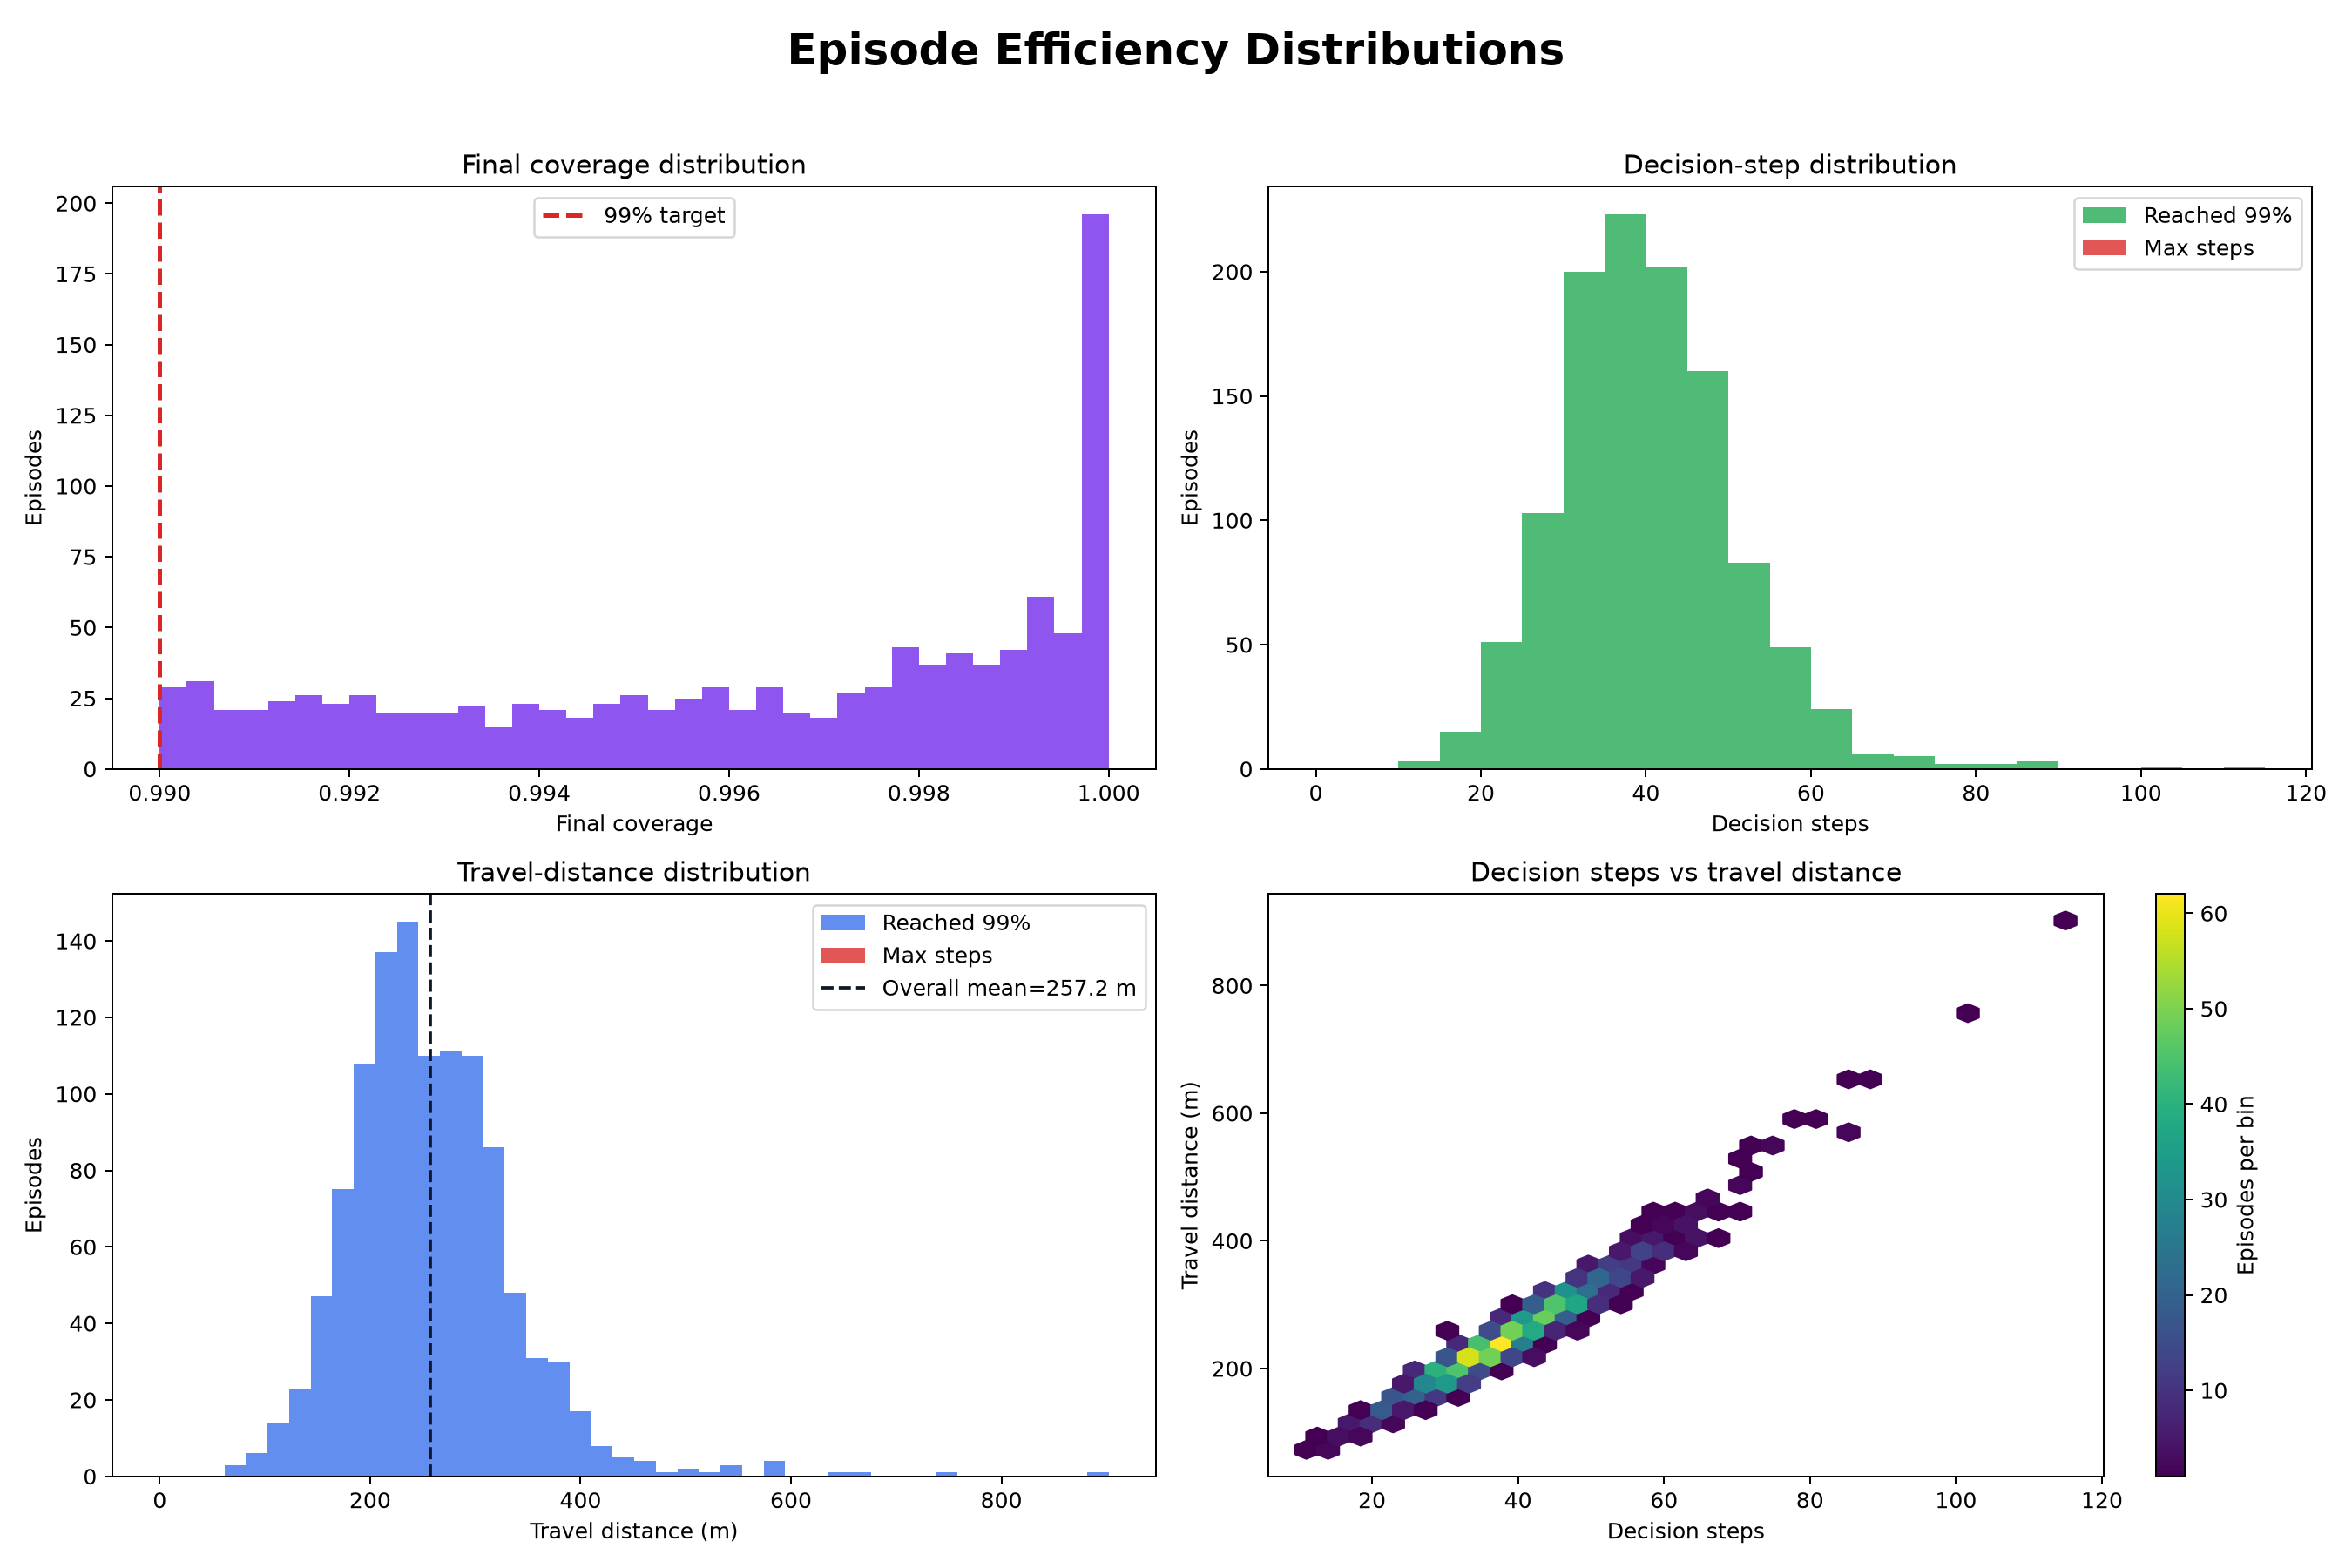 Episode Efficiency Distributions
Final coverage distribution
99% target
Episodes
200
175
150
125
100
75
50
25
0
0.990 0.992 0.994 0.996 0.998 1.000
Final coverage
Decision-step distribution
Reached 99%
Max steps
Episodes
200
150
100
50
0
0 20 40 60 80 100 120
Decision steps
Travel-distance distribution
Reached 99%
Max steps
Overall mean=257.2 m
Episodes
140
120
100
80
60
40
20
0
0 200 400 600 800
Travel distance (m)
Decision steps vs travel distance
Travel distance (m)
800
600
400
200
20 40 60 80 100 120
Decision steps
60
50
40
30
20
10
Episodes per bin